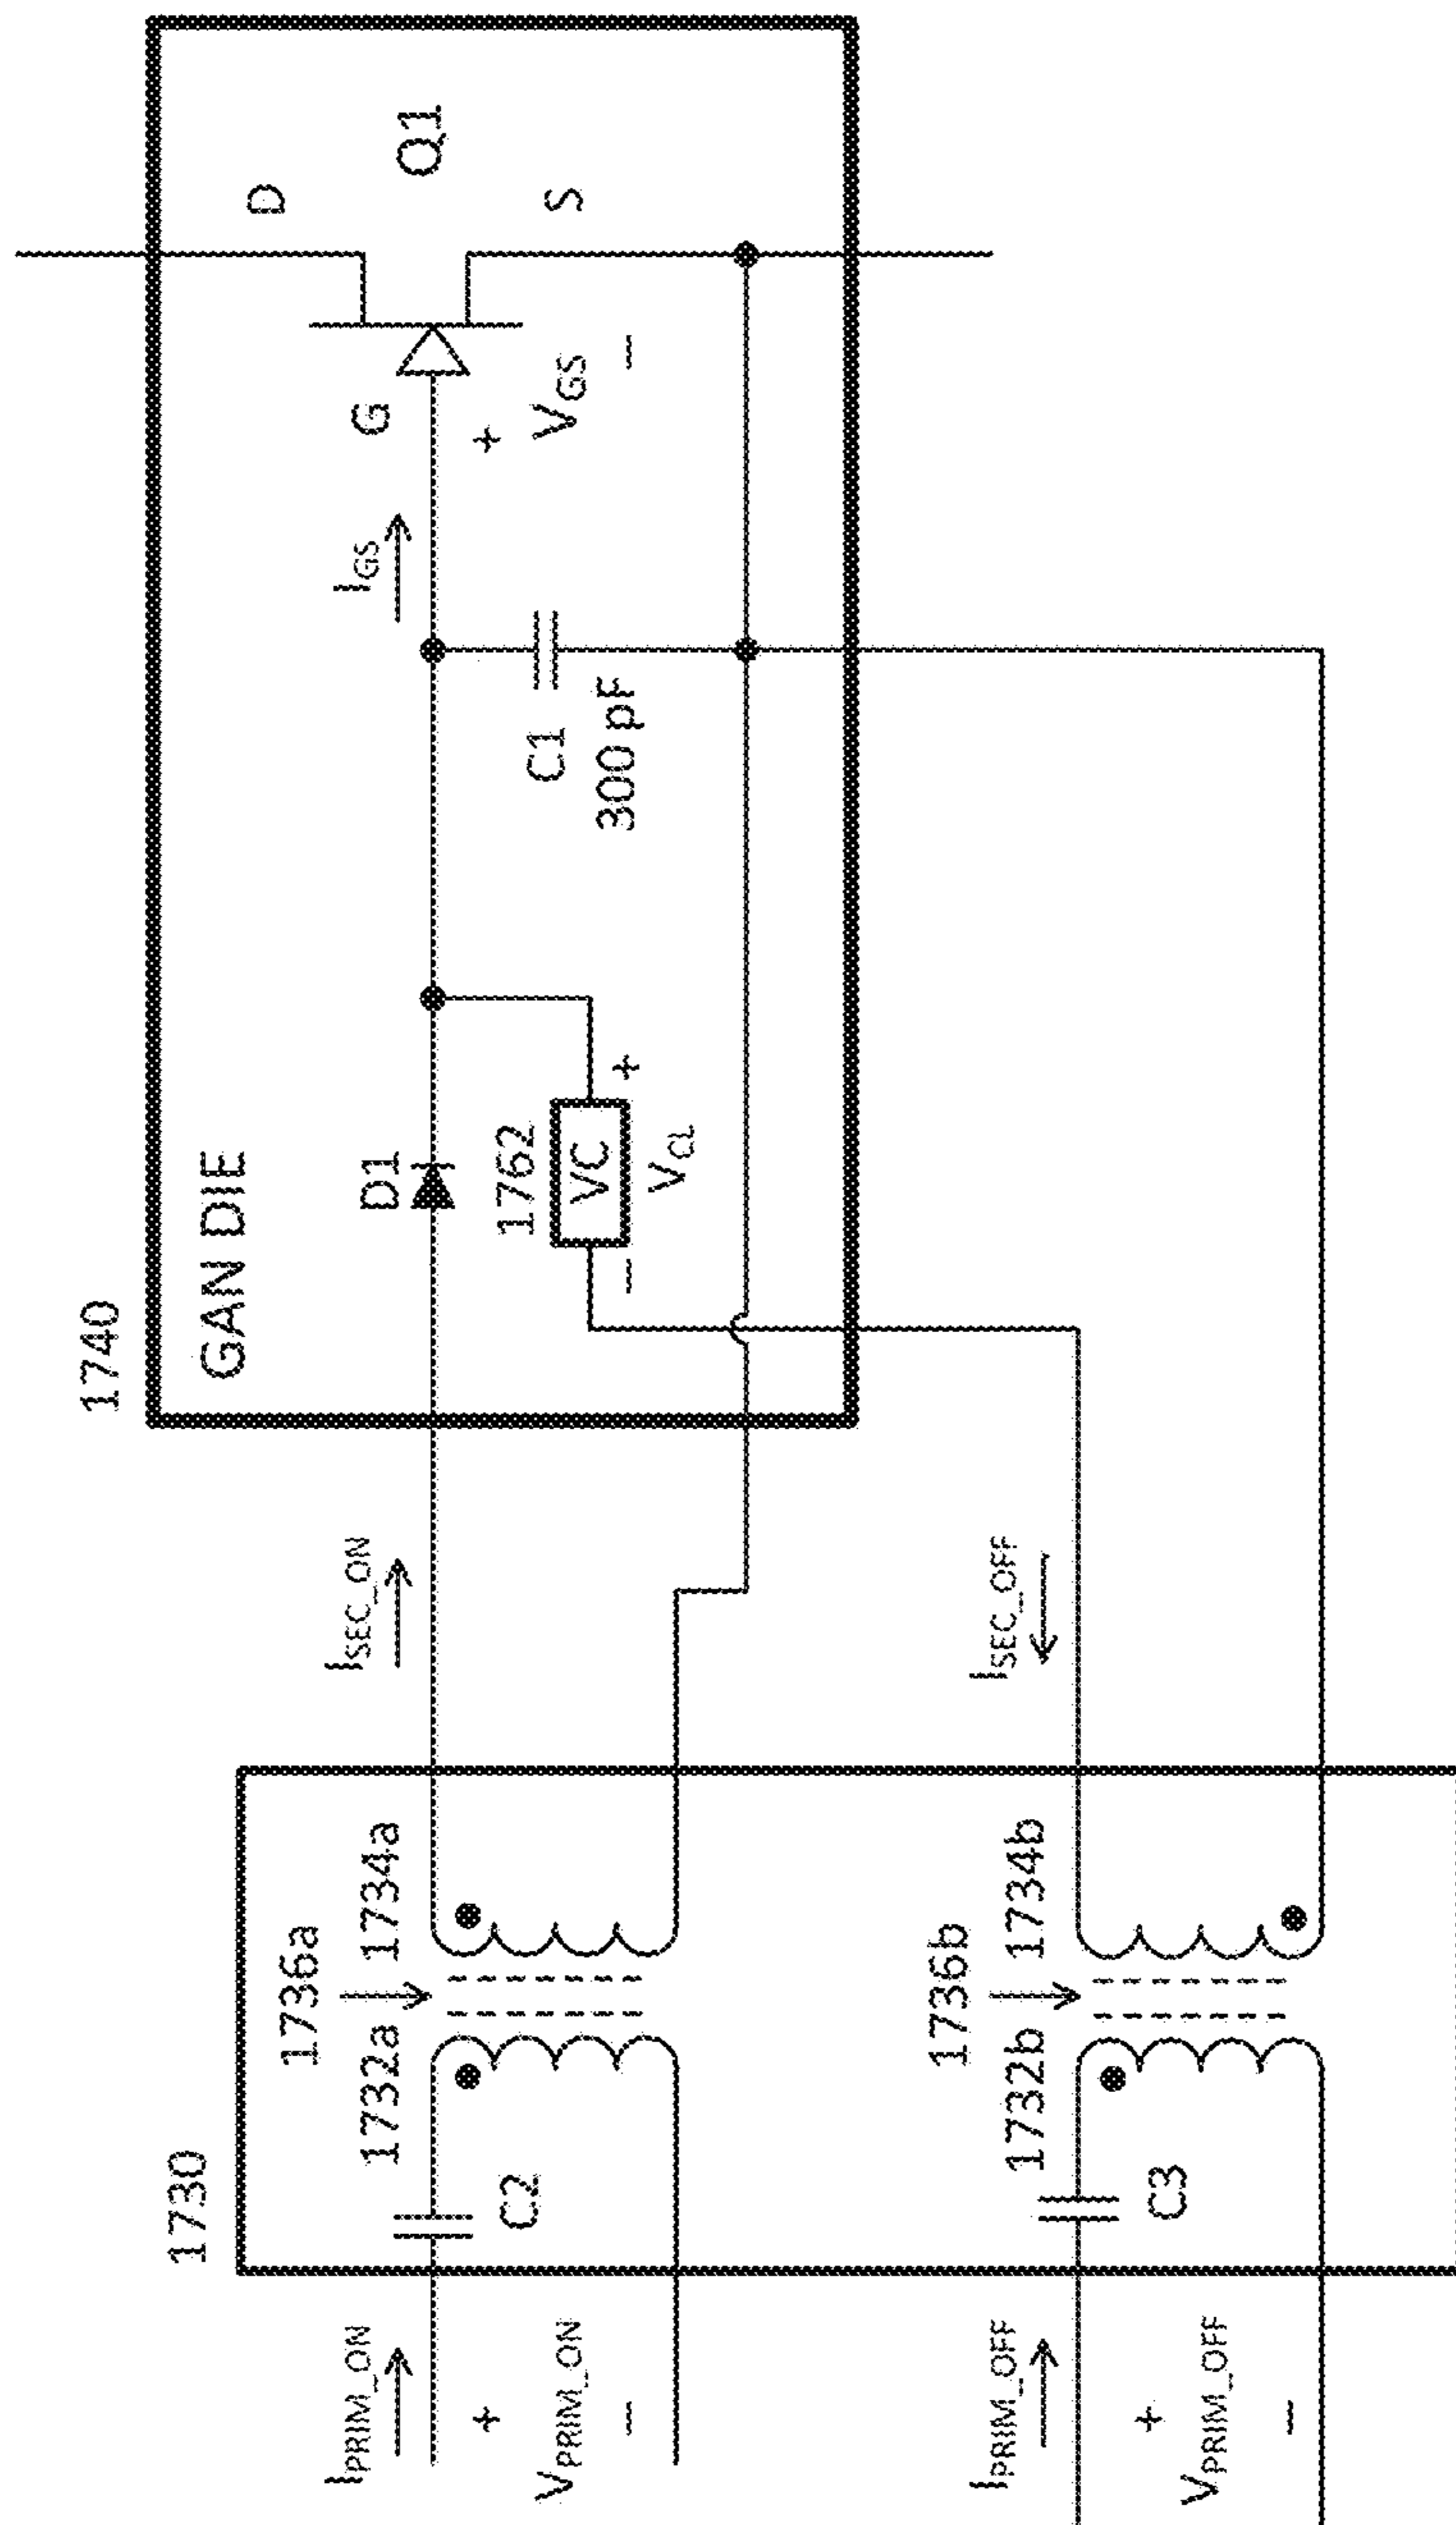 1740
GAN DIE
D
Q1
S
G
I_GS
+
V_GS
−
C1
300 pF
D1
1762
VC
− +
V_CL
I_SEC_ON
I_SEC_OFF
1730
1736a
1732a 1734a
C2
1736b
1732b 1734b
C3
I_PRIM_ON
+
V_PRIM_ON
−
I_PRIM_OFF
+
V_PRIM_OFF
−